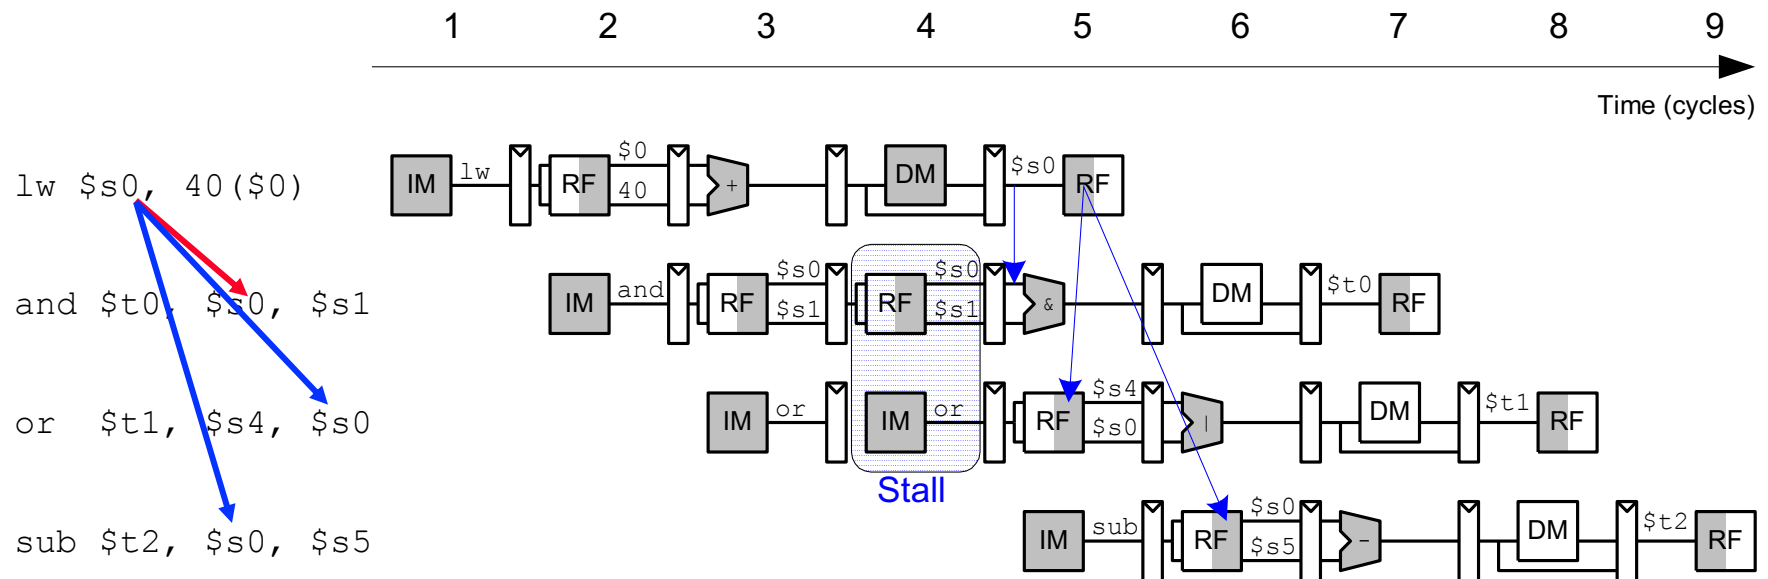 1 2 3 4 5 6 7 8 9
Time (cycles)
lw $s0, 40($0) IM lw RF $0 40 + DM $s0 RF
and $t0, $s0, $s1 IM and RF $s0 $s1 RF $s0 $s1 & DM $t0 RF
or $t1, $s4, $s0 IM or IM or RF $s4 $s0 | DM $t1 RF
Stall
sub $t2, $s0, $s5 IM sub RF $s0 $s5 - DM $t2 RF